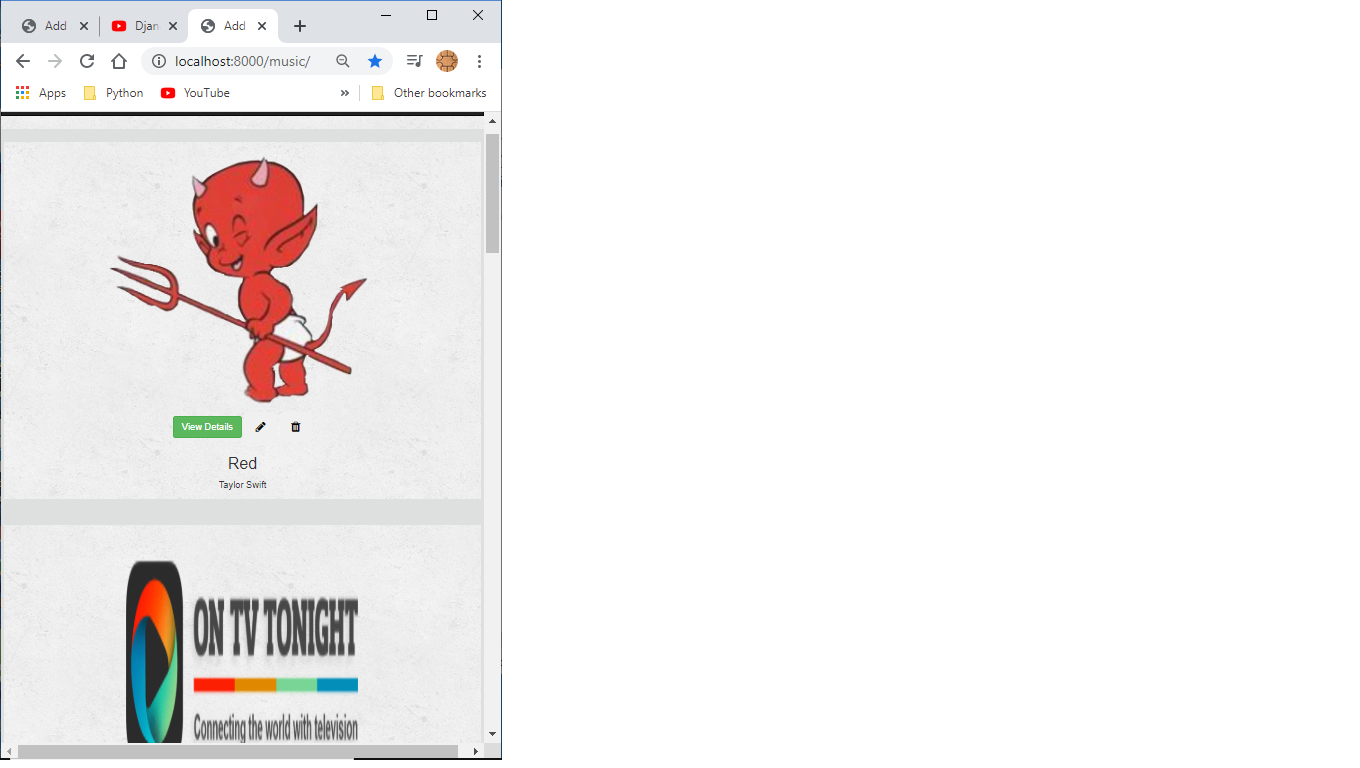 Add
Djan
Add
localhost:8000/music/
Apps
Python
YouTube
»
Other bookmarks
View Details
Red
Taylor Swift
ON TV TONIGHT
Connecting the world with television